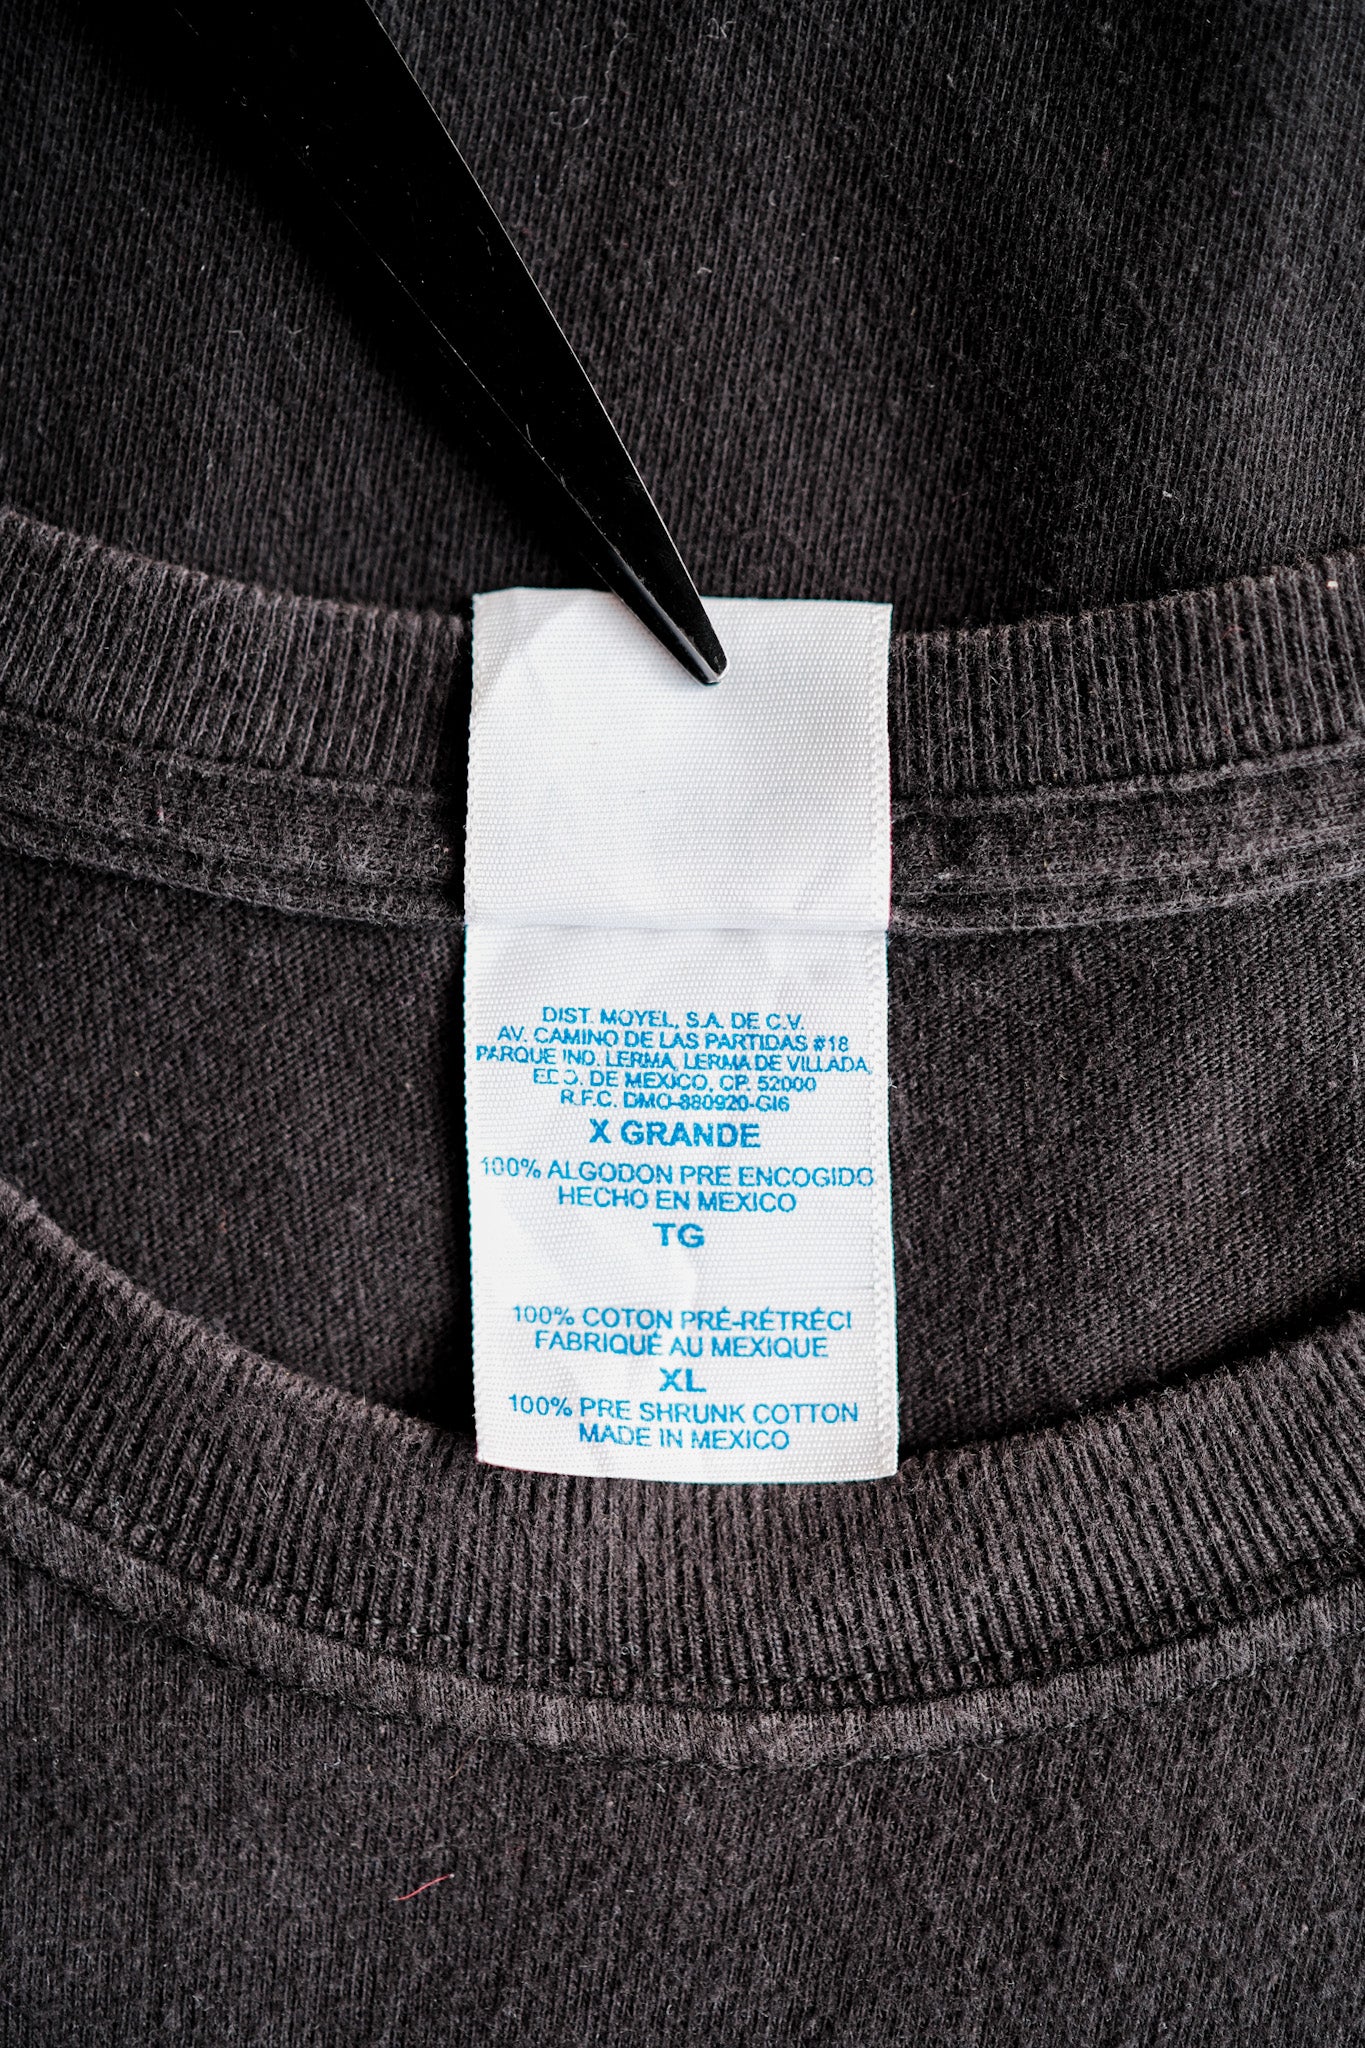 DIST. MOYEL, S.A. DE C.V.
AV. CAMINO DE LAS PARTIDAS #18
PARQUE IND. LERMA, LERMA DE VILLADA,
EDO. DE MEXICO, CP. 52000
R.F.C. DMO-880920-GI6
X GRANDE
100% ALGODON PRE ENCOGIDO
HECHO EN MEXICO
TG
100% COTON PRÉ-RÉTRÉCI
FABRIQUÉ AU MEXIQUE
XL
100% PRE SHRUNK COTTON
MADE IN MEXICO